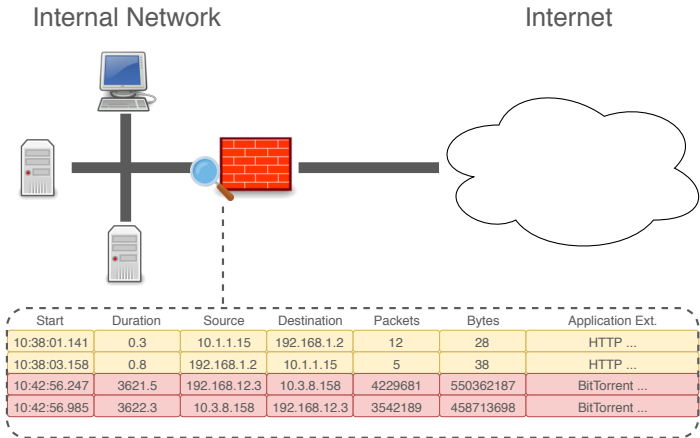 Internal Network Internet
Start Duration Source Destination Packets Bytes Application Ext.
10:38:01.141 0.3 10.1.1.15 192.168.1.2 12 28 HTTP ...
10:38:03.158 0.8 192.168.1.2 10.1.1.15 5 38 HTTP ...
10:42:56.247 3621.5 192.168.12.3 10.3.8.158 4229681 550362187 BitTorrent ...
10:42:56.985 3622.3 10.3.8.158 192.168.12.3 3542189 458713698 BitTorrent ...